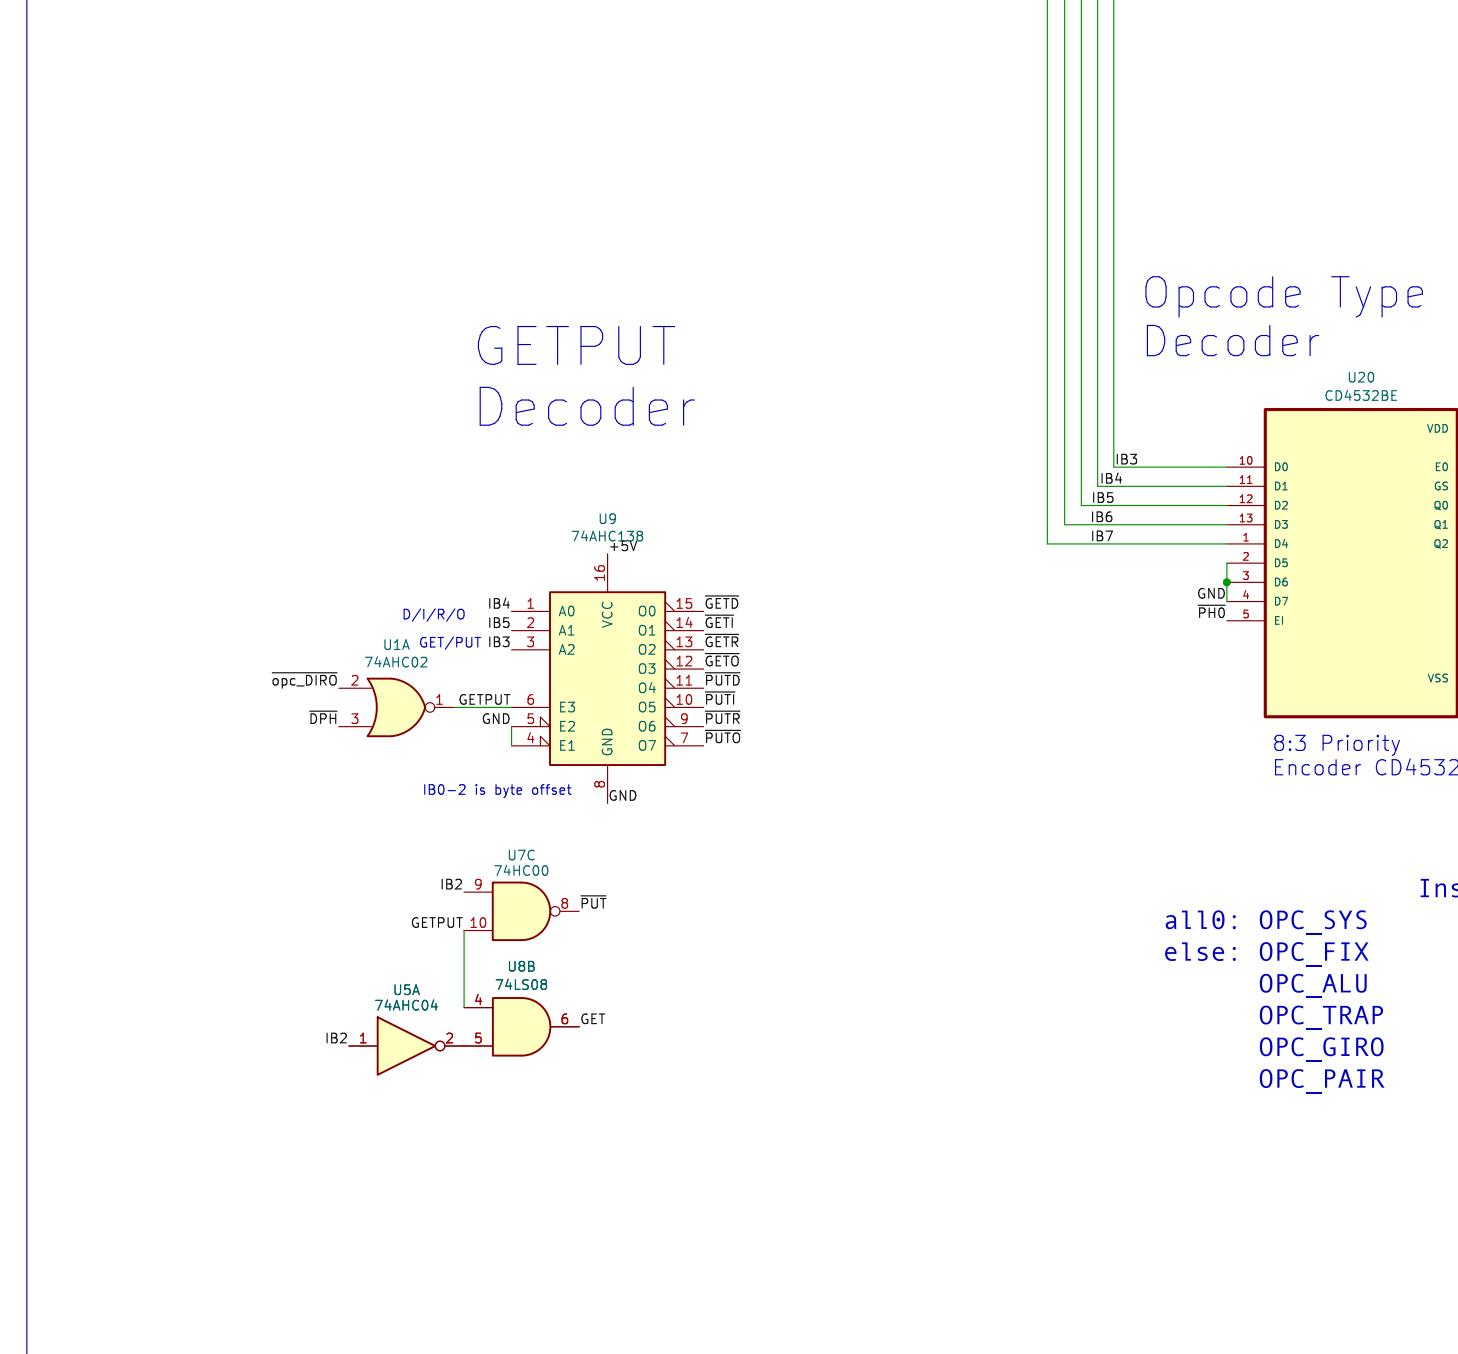 Opcode Type
Decoder
GETPUT
Decoder
U20
CD4532BE
VDD
IB3 10 D0 E0
IB4 11 D1 GS
IB5 12 D2 Q0
IB6 13 D3 Q1
IB7 1 D4 Q2
2 D5
3 D6
GND 4 D7
PH0 5 EI
VSS
8:3 Priority
Encoder CD4532
U9
74AHC138
+5V
16
VCC
D/I/R/O
GET/PUT
IB4 1 A0 O0 15 GETD
IB5 2 A1 O1 14 GETI
IB3 3 A2 O2 13 GETR
O3 12 GETO
O4 11 PUTD
GETPUT 6 E3 O5 10 PUTI
GND 5 E2 O6 9 PUTR
4 E1 O7 7 PUTO
GND
8
GND
U1A
74AHC02
opc_DIRO 2
1
DPH 3
IB0-2 is byte offset
U7C
74HC00
IB2 9
8 PUT
GETPUT 10
U8B
74LS08
4
6 GET
5
U5A
74AHC04
IB2 1 2
Ins
all0: OPC_SYS
else: OPC_FIX
OPC_ALU
OPC_TRAP
OPC_GIRO
OPC_PAIR